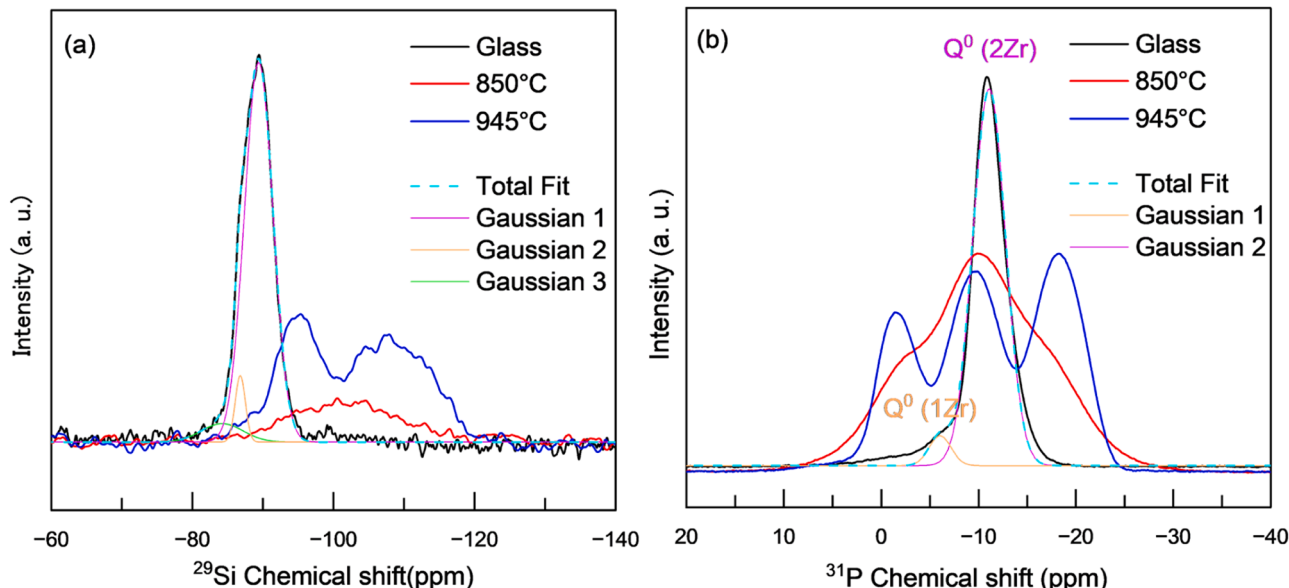 (a)
Glass
850°C
945°C
Total Fit
Gaussian 1
Gaussian 2
Gaussian 3
Intensity (a. u.)
−60 −80 −100 −120 −140
²⁹Si Chemical shift(ppm)
(b)
Q⁰ (2Zr)
Glass
850°C
945°C
Total Fit
Gaussian 1
Gaussian 2
Q⁰ (1Zr)
Intensity (a. u.)
20 10 0 −10 −20 −30 −40
³¹P Chemical shift (ppm)